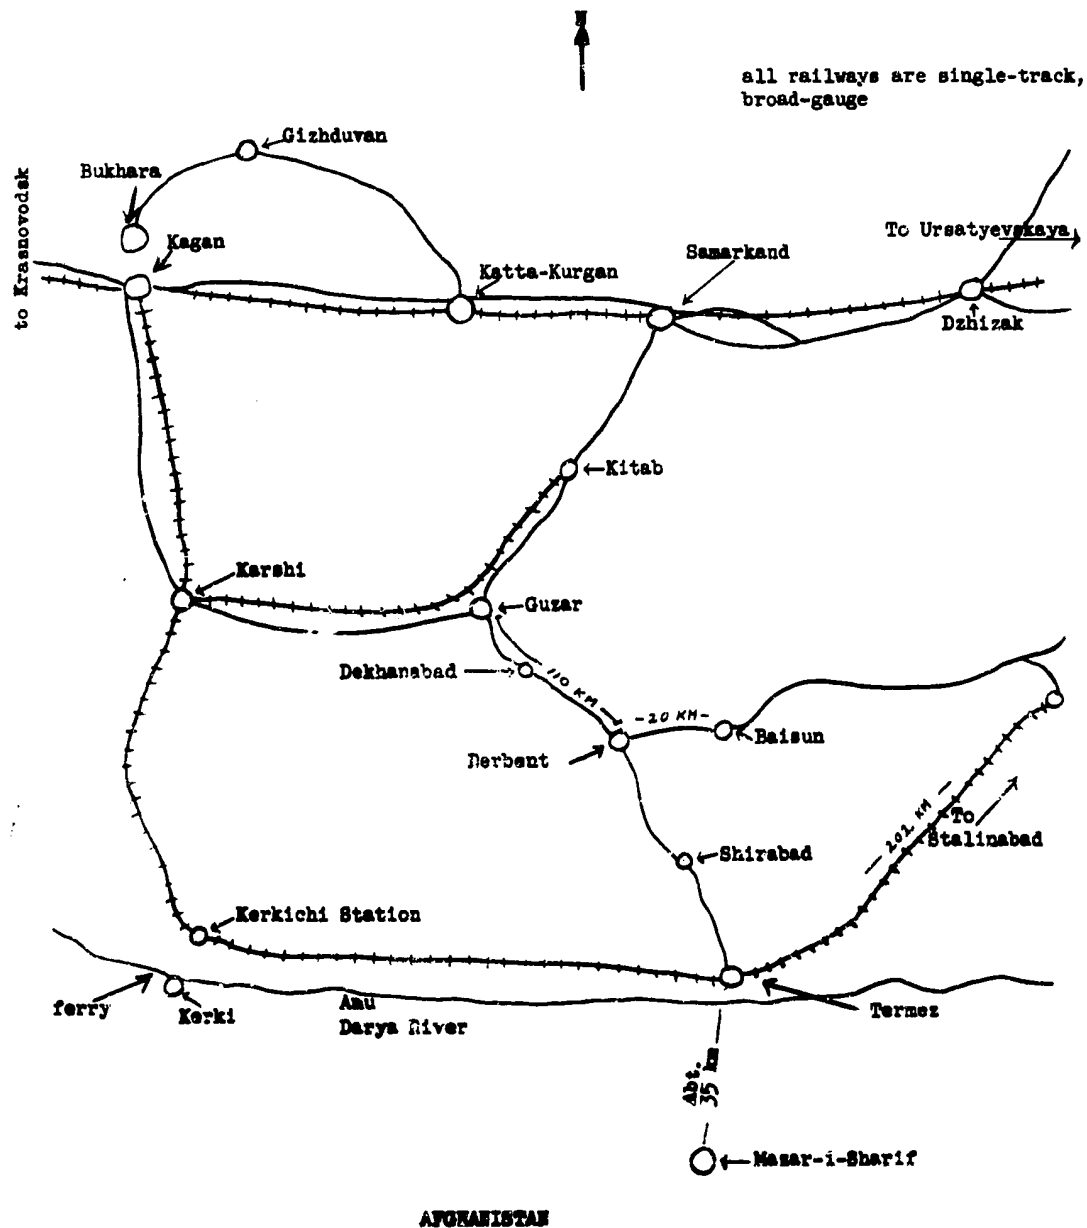 N
all railways are single-track,
broad-gauge
Gizhduvan
Bukhara
to Krasnovodsk
Kagan
To Ursatyevskaya
Samarkand
Katta-Kurgan
Dzhizak
Kitab
Karshi
Guzar
Dekhanabad
110 KM
-20 KM-
Baisun
Derbent
202 KM
To
Stalinabad
Shirabad
Kerkichi Station
ferry
Kerki
Amu
Darya River
Termez
Abt.
35 km
Mazar-i-Sharif
AFGHANISTAN